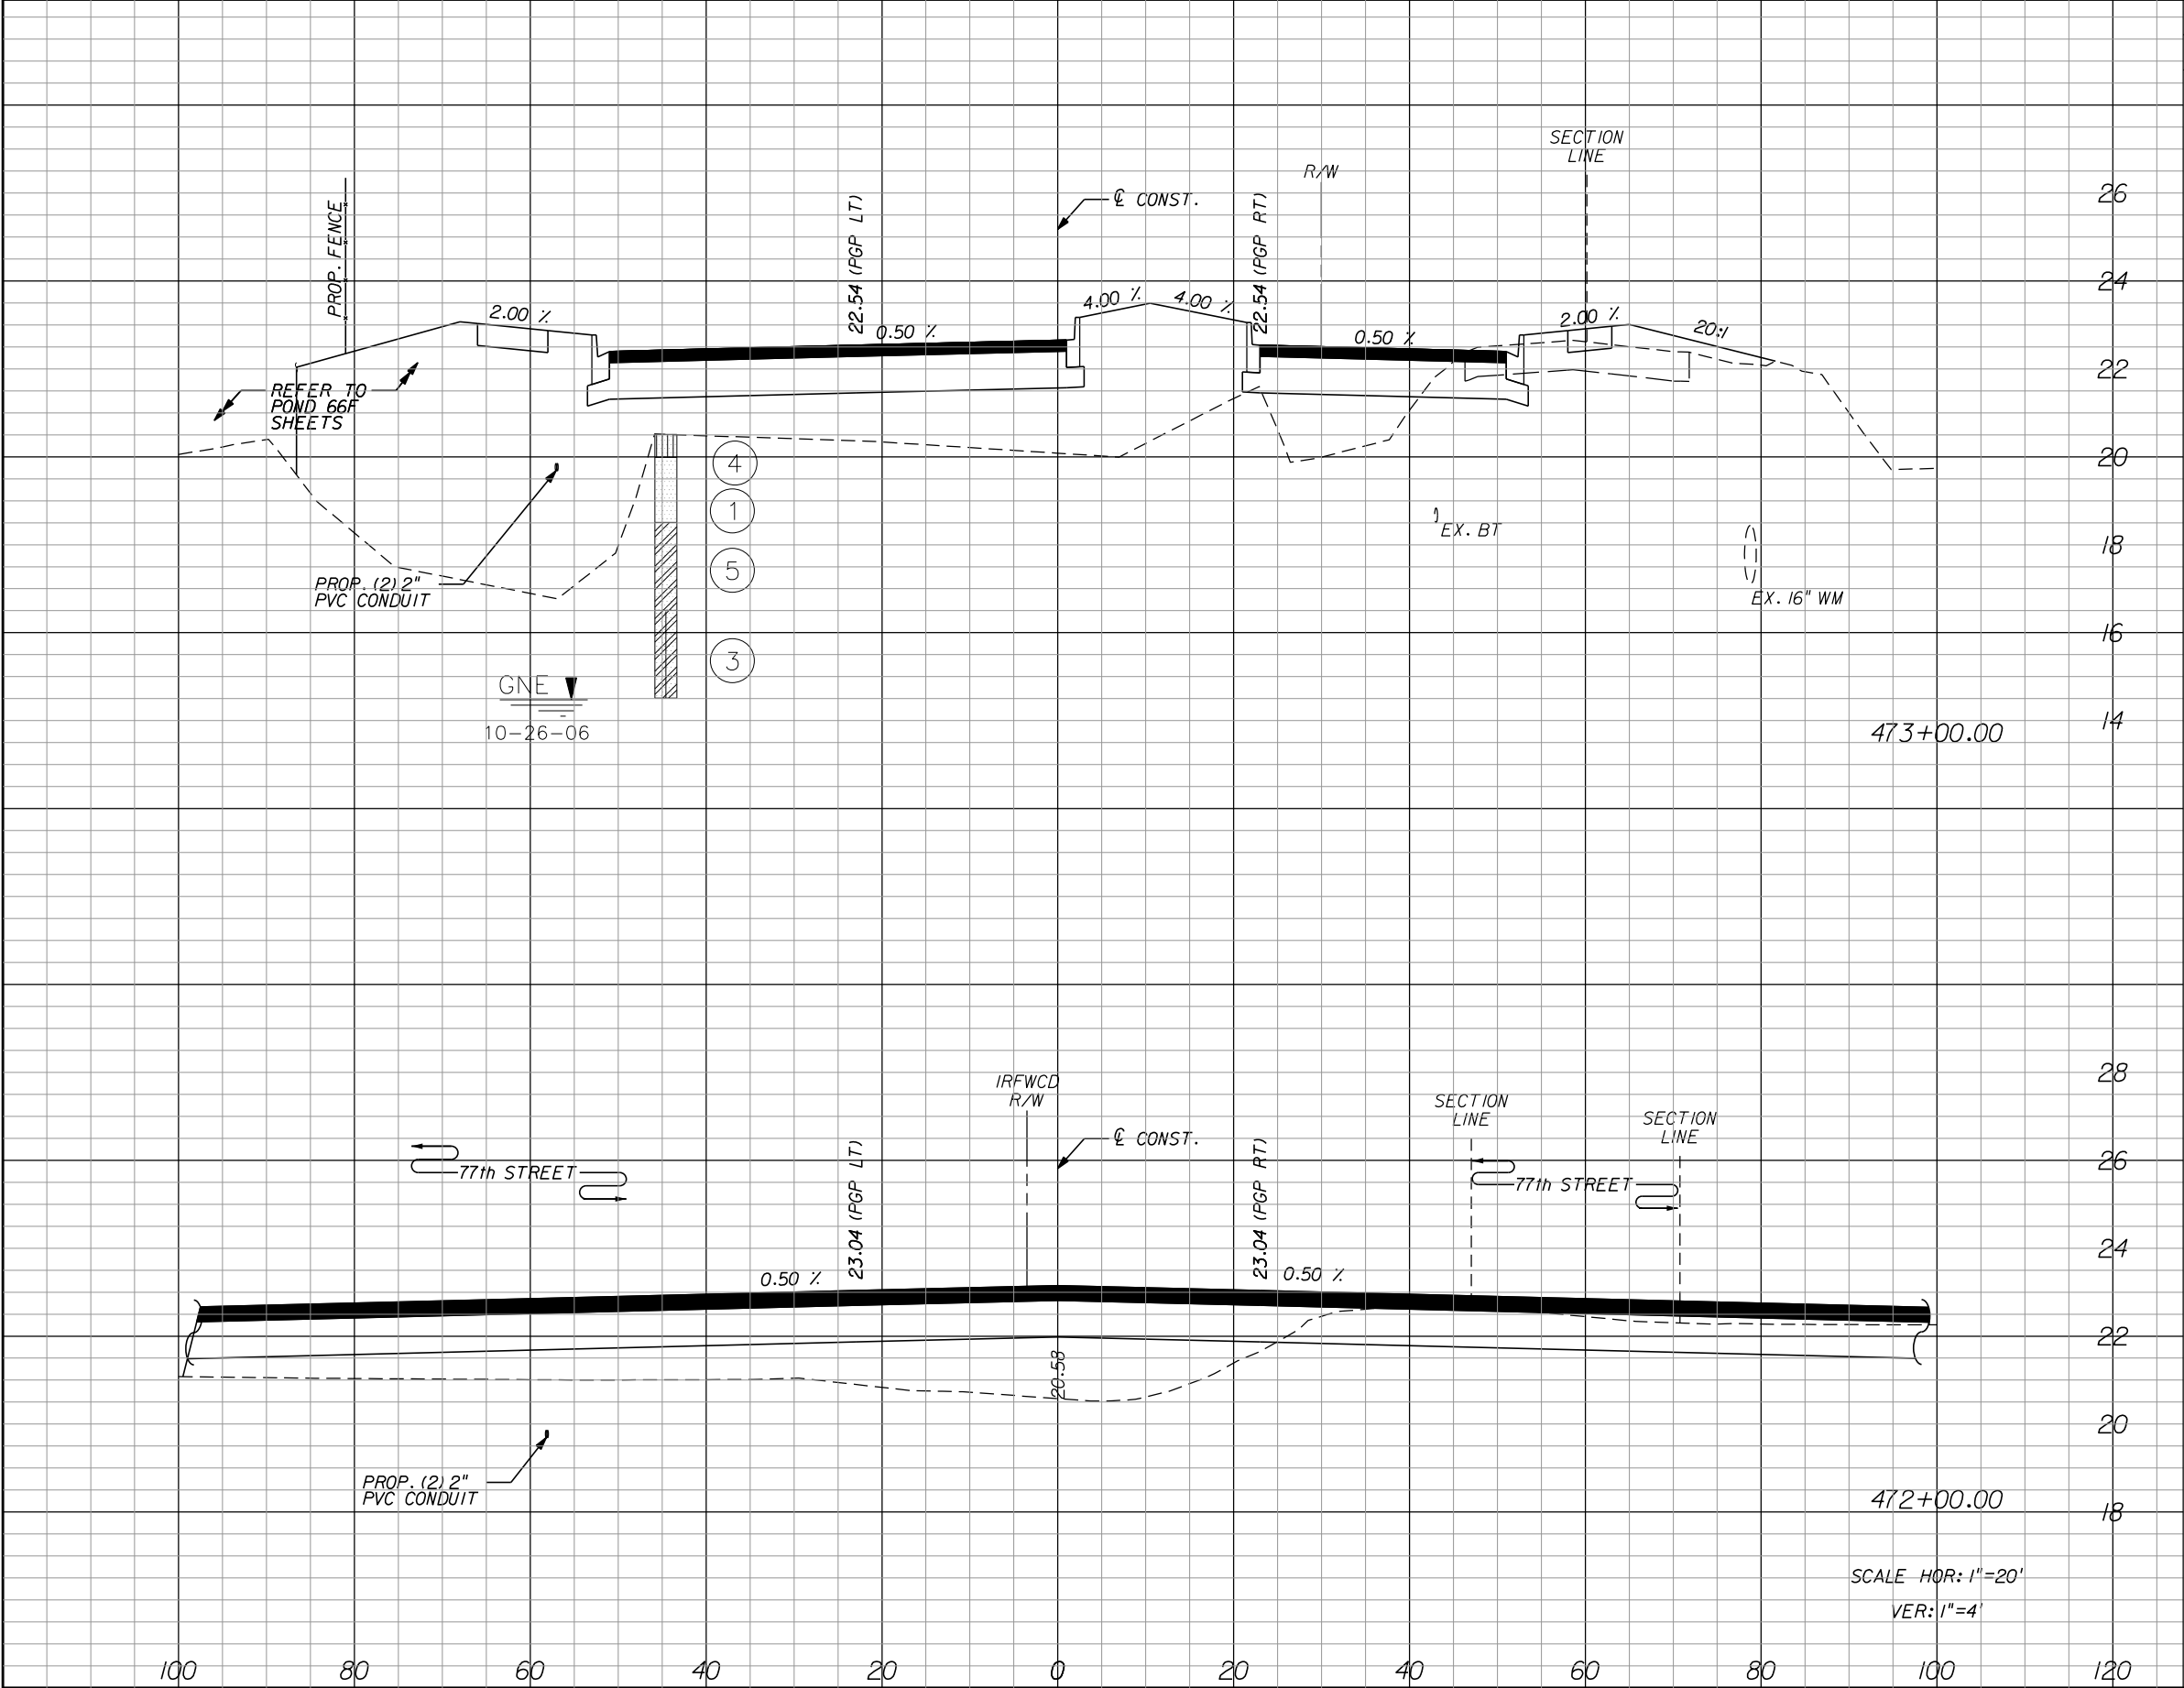 SECTION
LINE
R/W
26
PROP. FENCE
22.54 (PGP LT)
℄ CONST.
22.54 (PGP RT)
24
2.00 %
4.00 %
4.00 %
0.50 %
0.50 %
2.00 %
20:1
22
REFER TO
POND 66F
SHEETS
20
4
1
EX. BT
18
5
PROP. (2) 2"
PVC CONDUIT
EX. 16" WM
16
3
GNE
10-26-06
14
473+00.00
28
IRFWCD
R/W
SECTION
LINE
SECTION
LINE
℄ CONST.
26
77th STREET
77th STREET
23.04 (PGP LT)
23.04 (PGP RT)
24
0.50 %
0.50 %
22
20.58
20
PROP. (2) 2"
PVC CONDUIT
472+00.00
18
SCALE HOR: 1"=20'
VER: 1"=4'
100 80 60 40 20 0 20 40 60 80 100 120